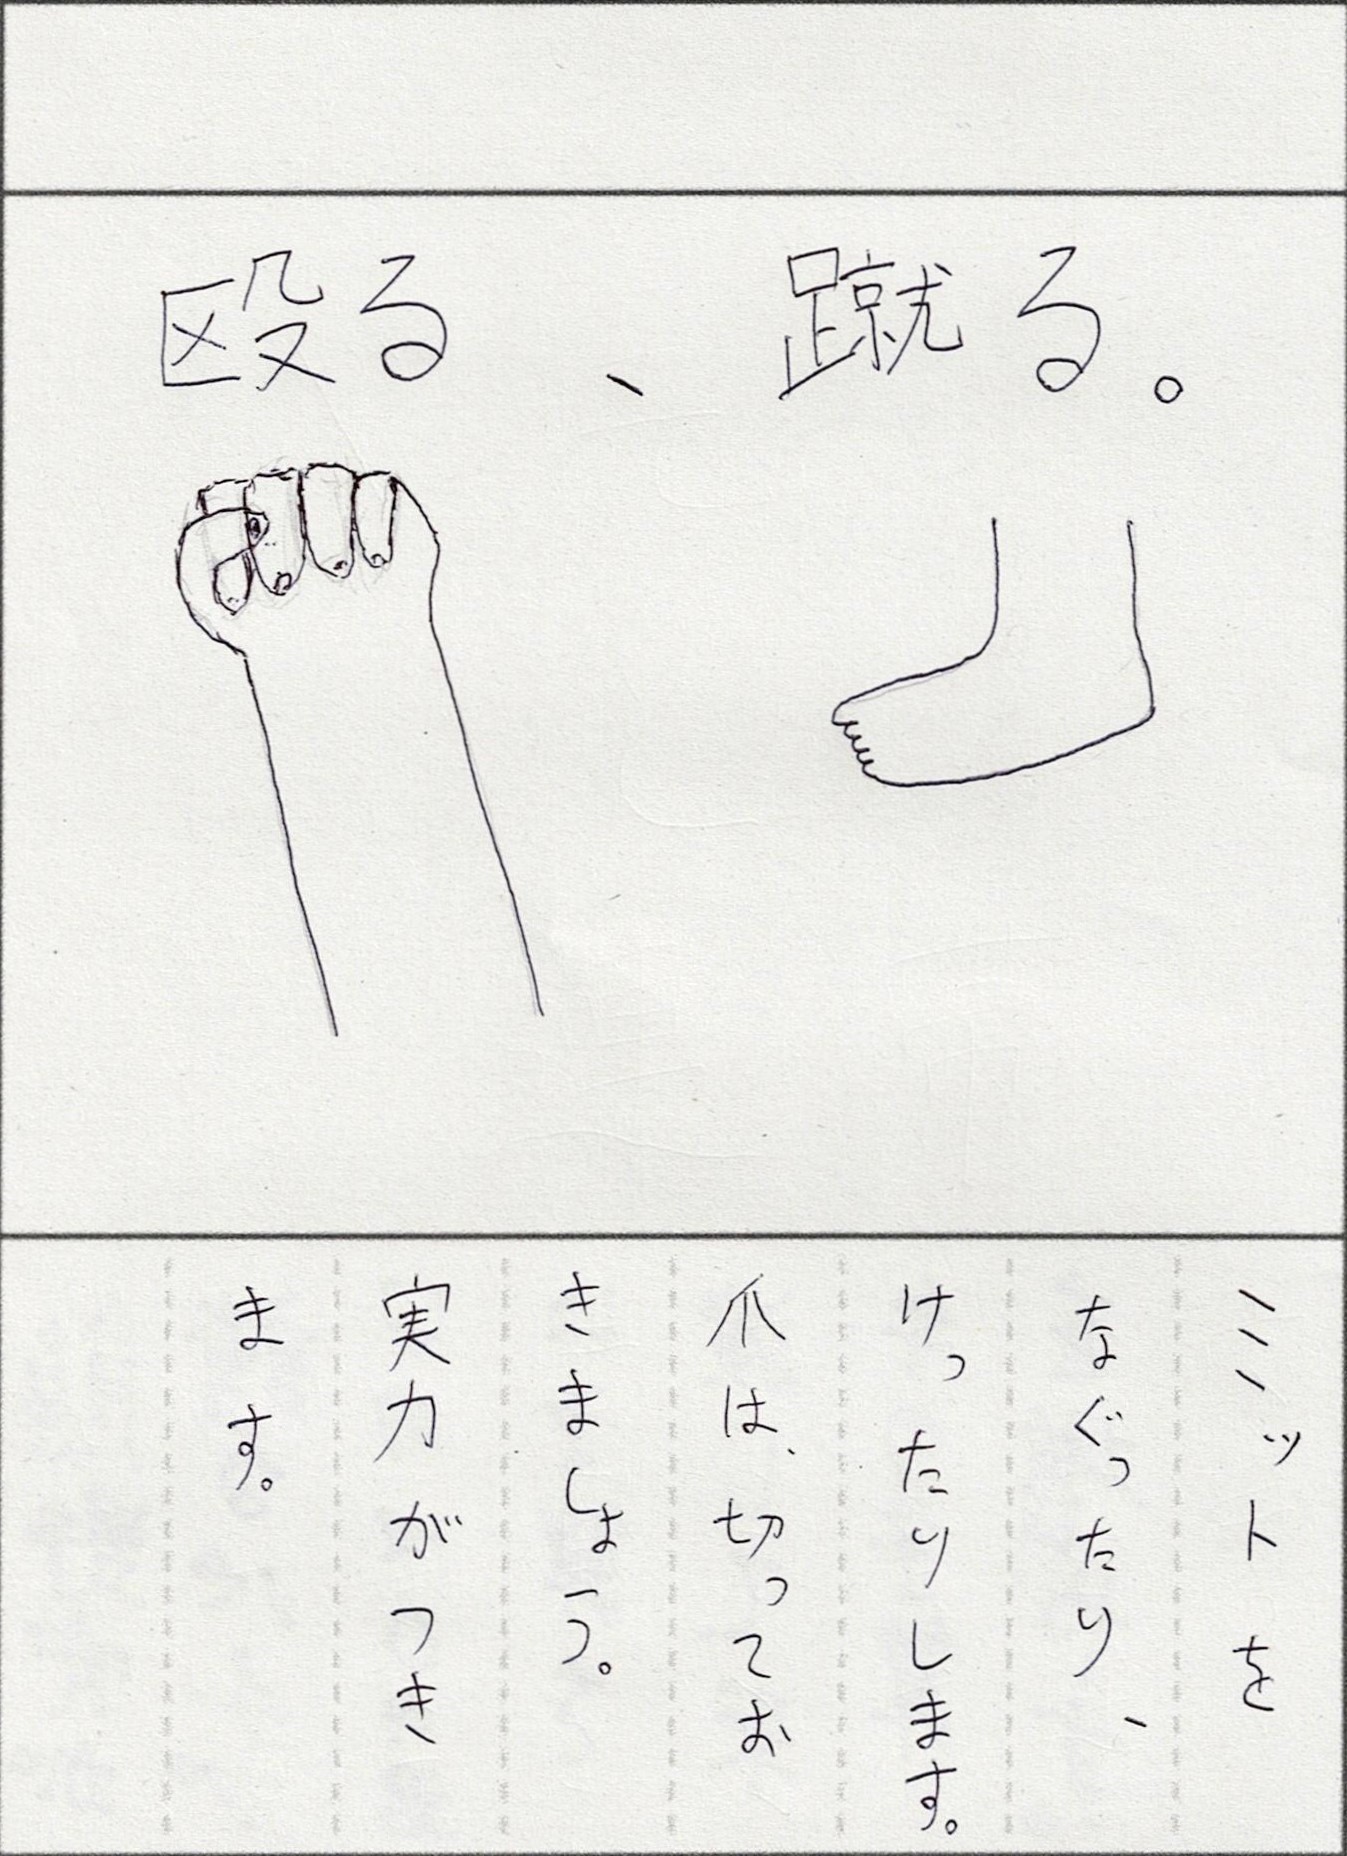 殴る、蹴る。
ミットを
なぐったり、
けったりします。
爪は、切ってお
きましょう。
実力がつき
ます。